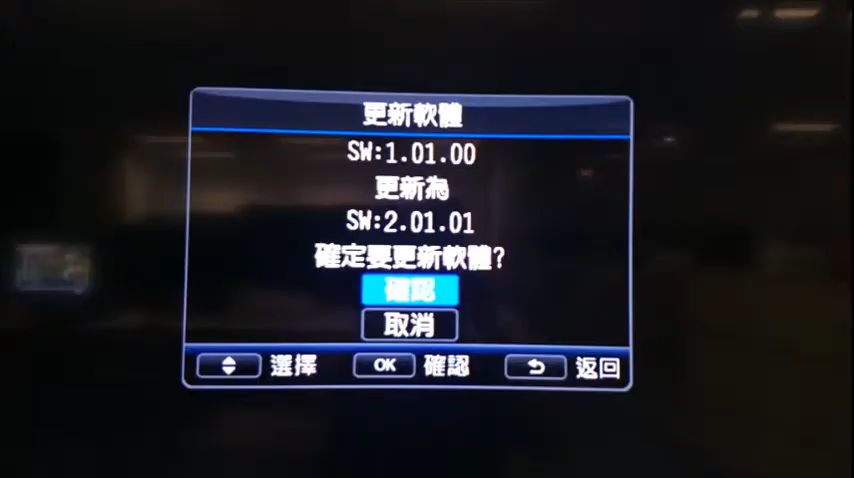 更新軟體
SW:1.01.00
更新為
SW:2.01.01
確定要更新軟體?
確認
取消
選擇 OK 確認 返回